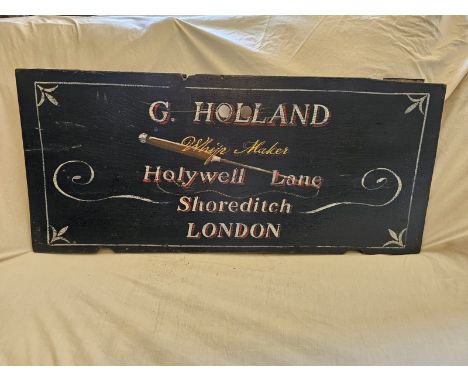 G. HOLLAND
Whip Maker
Holywell Lane
Shoreditch
LONDON